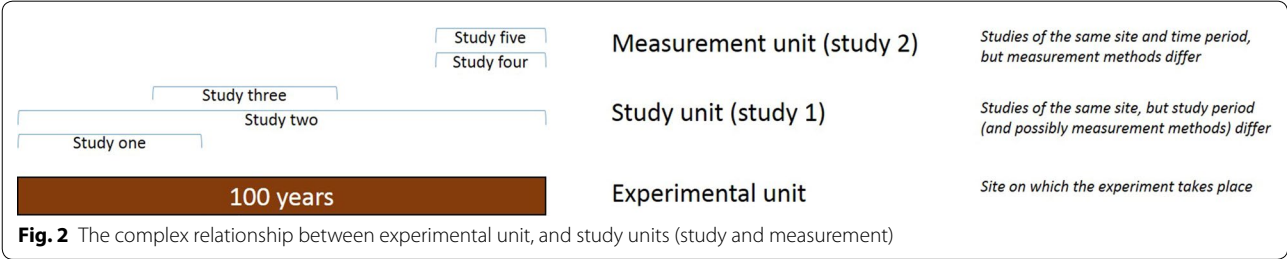 Study five
Study four
Measurement unit (study 2)
Studies of the same site and time period,
but measurement methods differ
Study three
Study two
Study one
Study unit (study 1)
Studies of the same site, but study period
(and possibly measurement methods) differ
100 years
Experimental unit
Site on which the experiment takes place
Fig. 2 The complex relationship between experimental unit, and study units (study and measurement)